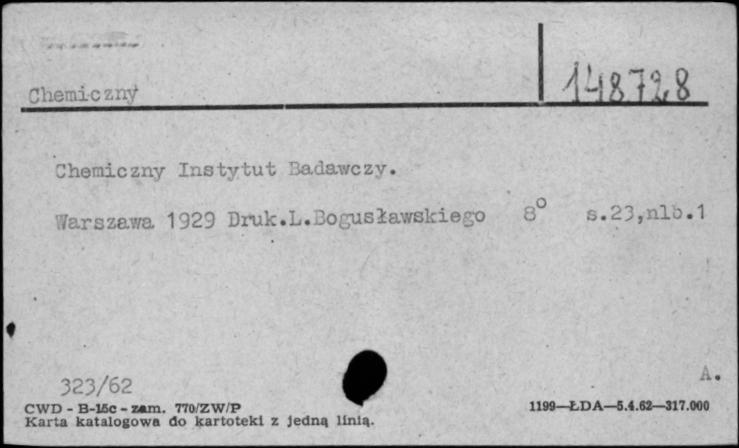 148728
Chemiczny
Chemiczny Instytut Badawczy.
Warszawa 1929 Druk.L.Bogusławskiego 8° s.23,nlb.1
A.
323/62
CWD - B-15c - zam. 770/ZW/P 1199—ŁDA—5.4.62—317.000
Karta katalogowa do kartoteki z jedną linią.